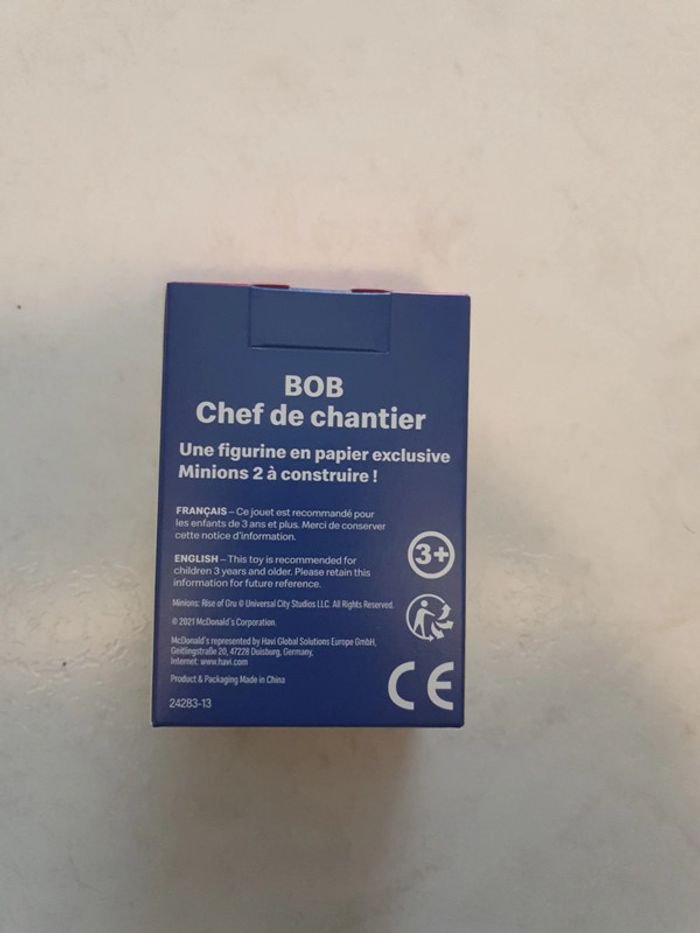 BOB
Chef de chantier
Une figurine en papier exclusive
Minions 2 à construire !
FRANÇAIS – Ce jouet est recommandé pour
les enfants de 3 ans et plus. Merci de conserver
cette notice d'information.
3+
ENGLISH – This toy is recommended for
children 3 years and older. Please retain this
information for future reference.
Minions: Rise of Gru © Universal City Studios LLC. All Rights Reserved.
© 2021 McDonald's Corporation.
McDonald's represented by Havi Global Solutions Europe GmbH,
Geitlingstraße 20, 47228 Duisburg, Germany,
Internet: www.havi.com
Product & Packaging Made in China
CE
24283-13